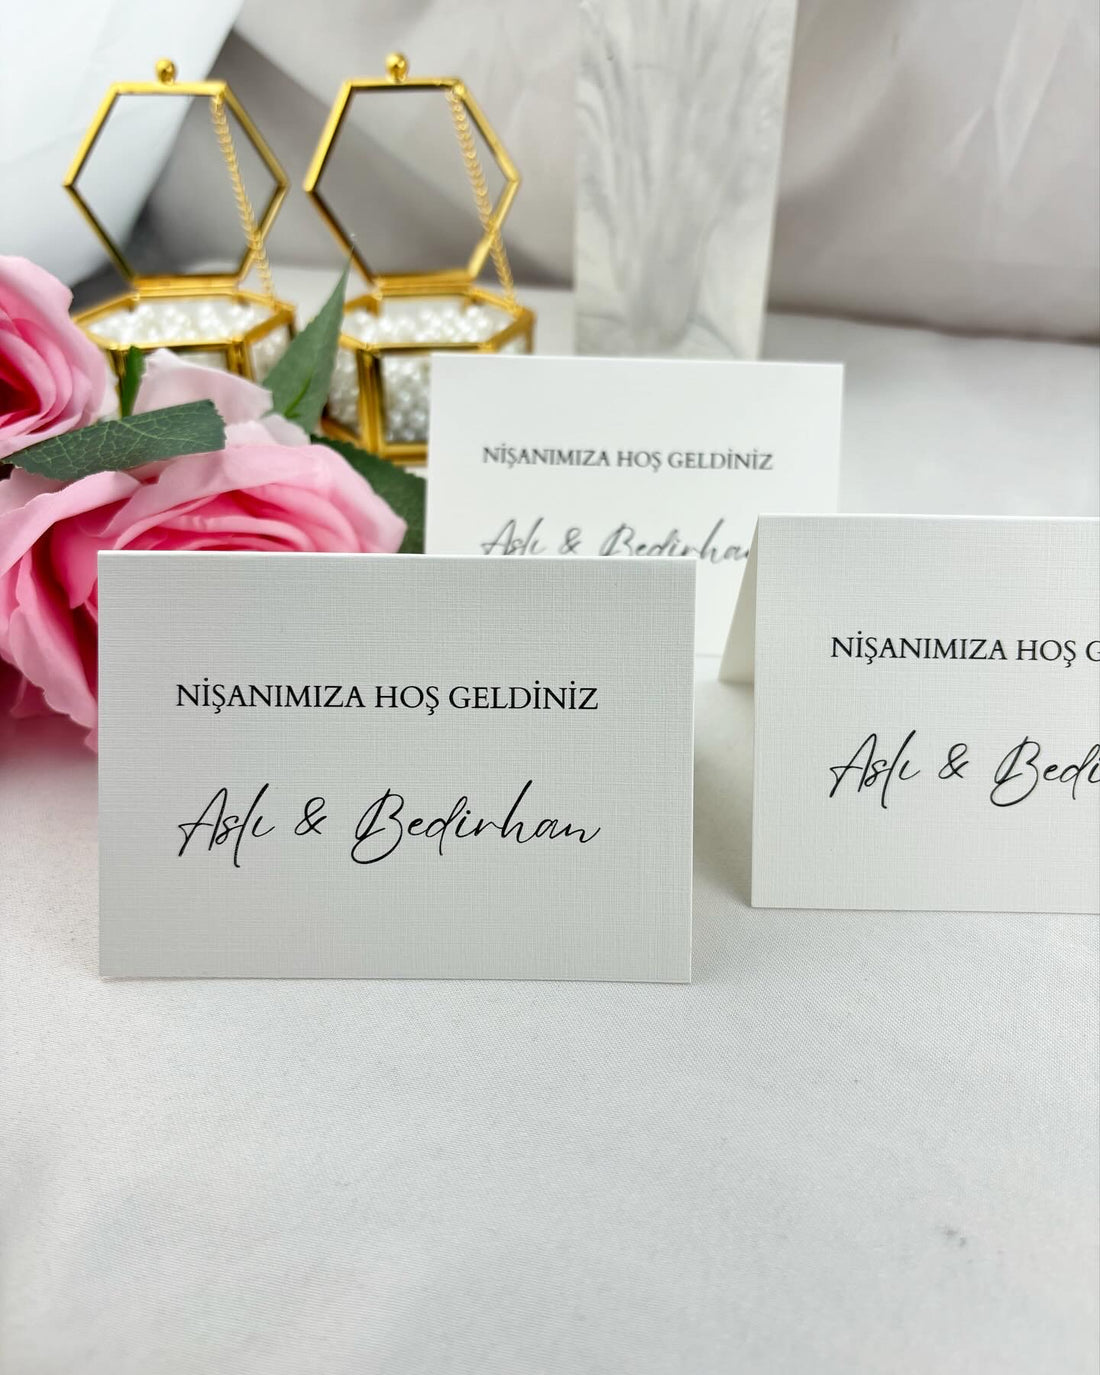 NİŞANIMIZA HOŞ GELDİNİZ
Aslı & Bedirhan
NİŞANIMIZA HOŞ GELDİNİZ
Aslı & Bedirhan
NİŞANIMIZA HOŞ G
Aslı & Bedi